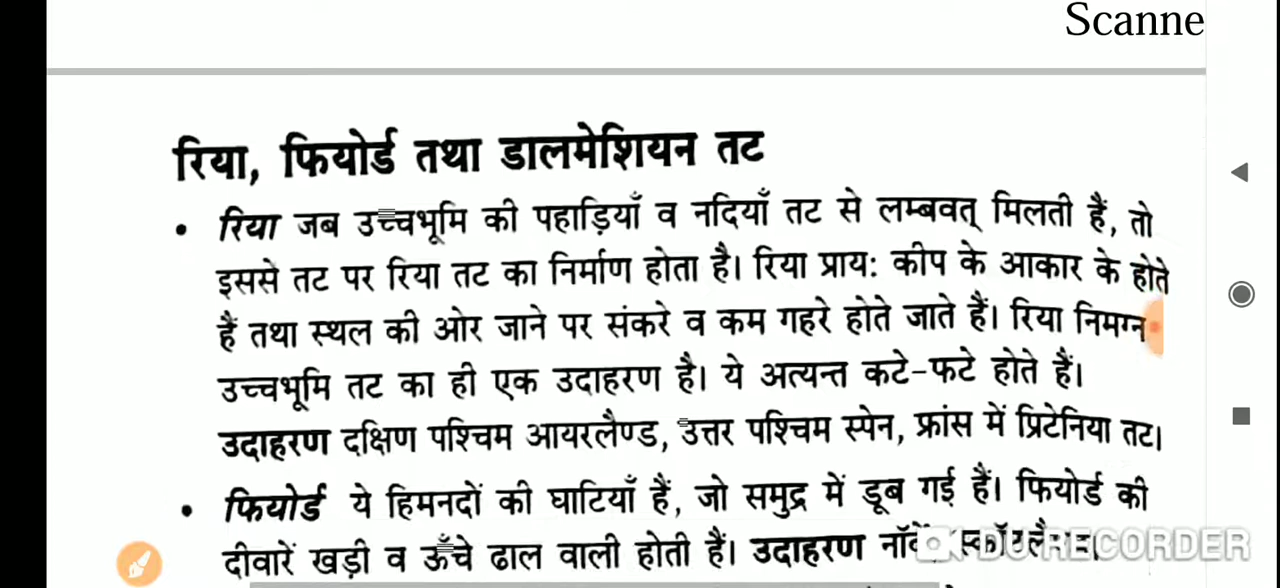 Scanne
रिया, फियोर्ड तथा डालमेशियन तट
• रिया जब उच्चभूमि की पहाड़ियाँ व नदियाँ तट से लम्बवत् मिलती हैं, तो
इससे तट पर रिया तट का निर्माण होता है। रिया प्राय: कीप के आकार के होते
हैं तथा स्थल की ओर जाने पर संकरे व कम गहरे होते जाते हैं। रिया निमग्न
उच्चभूमि तट का ही एक उदाहरण है। ये अत्यन्त कटे-फटे होते हैं।
उदाहरण दक्षिण पश्चिम आयरलैण्ड, उत्तर पश्चिम स्पेन, फ्रांस में प्रिटेनिया तट।
• फियोर्ड ये हिमनदों की घाटियाँ हैं, जो समुद्र में डूब गई हैं। फियोर्ड की
दीवारें खड़ी व ऊँचे ढाल वाली होती हैं। उदाहरण
DU RECORDER